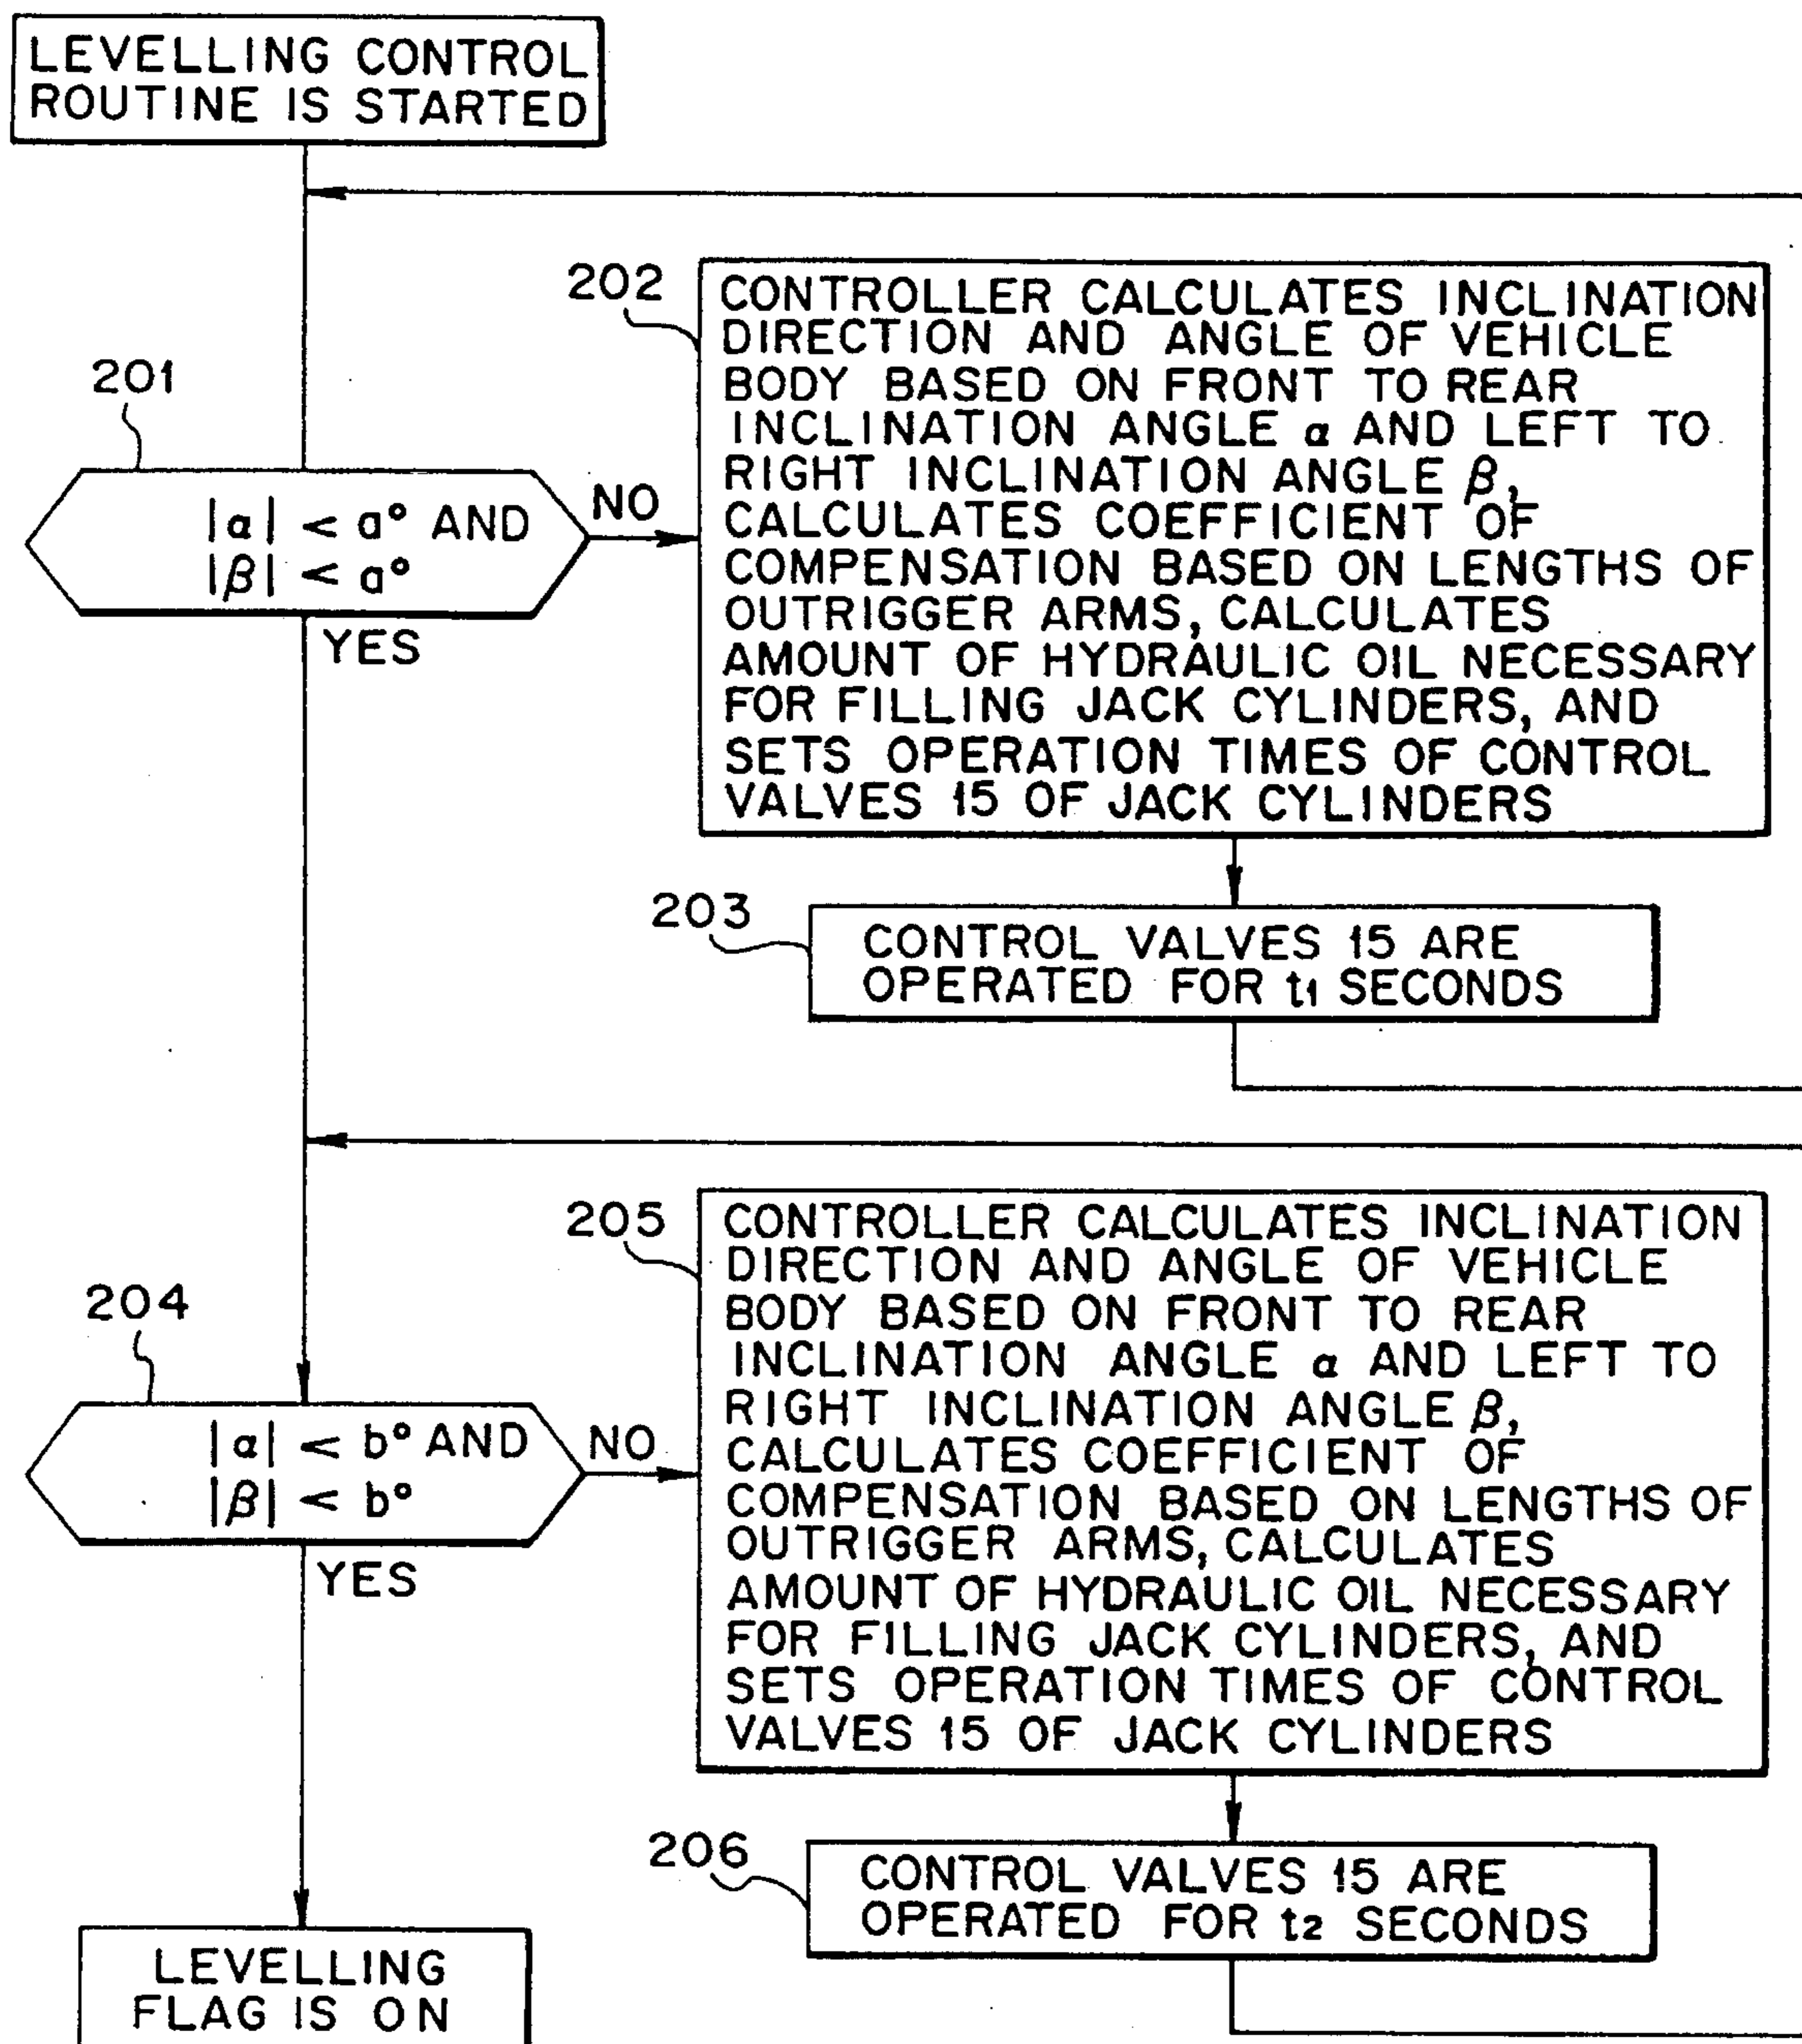 LEVELLING CONTROL
ROUTINE IS STARTED
202
CONTROLLER CALCULATES INCLINATION
DIRECTION AND ANGLE OF VEHICLE
BODY BASED ON FRONT TO REAR
INCLINATION ANGLE α AND LEFT TO
RIGHT INCLINATION ANGLE β,
CALCULATES COEFFICIENT OF
COMPENSATION BASED ON LENGTHS OF
OUTRIGGER ARMS, CALCULATES
AMOUNT OF HYDRAULIC OIL NECESSARY
FOR FILLING JACK CYLINDERS, AND
SETS OPERATION TIMES OF CONTROL
VALVES 15 OF JACK CYLINDERS
201
|α| < a° AND
|β| < a°
NO
YES
203
CONTROL VALVES 15 ARE
OPERATED FOR t₁ SECONDS
205
CONTROLLER CALCULATES INCLINATION
DIRECTION AND ANGLE OF VEHICLE
BODY BASED ON FRONT TO REAR
INCLINATION ANGLE α AND LEFT TO
RIGHT INCLINATION ANGLE β,
CALCULATES COEFFICIENT OF
COMPENSATION BASED ON LENGTHS OF
OUTRIGGER ARMS, CALCULATES
AMOUNT OF HYDRAULIC OIL NECESSARY
FOR FILLING JACK CYLINDERS, AND
SETS OPERATION TIMES OF CONTROL
VALVES 15 OF JACK CYLINDERS
204
|α| < b° AND
|β| < b°
NO
YES
206
CONTROL VALVES 15 ARE
OPERATED FOR t₂ SECONDS
LEVELLING
FLAG IS ON